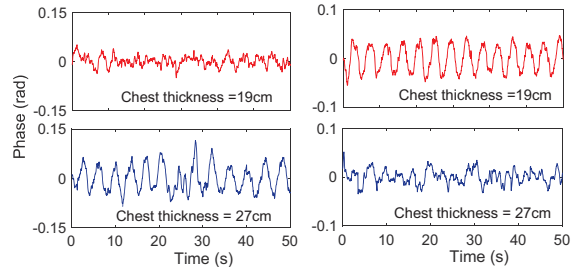 0.15
0
-0.15
Chest thickness =19cm
0.1
0
-0.1
Chest thickness =19cm
Phase (rad)
0.15
0
-0.15
Chest thickness = 27cm
0 10 20 30 40 50
Time (s)
0.1
0
-0.1
Chest thickness = 27cm
0 10 20 30 40 50
Time (s)